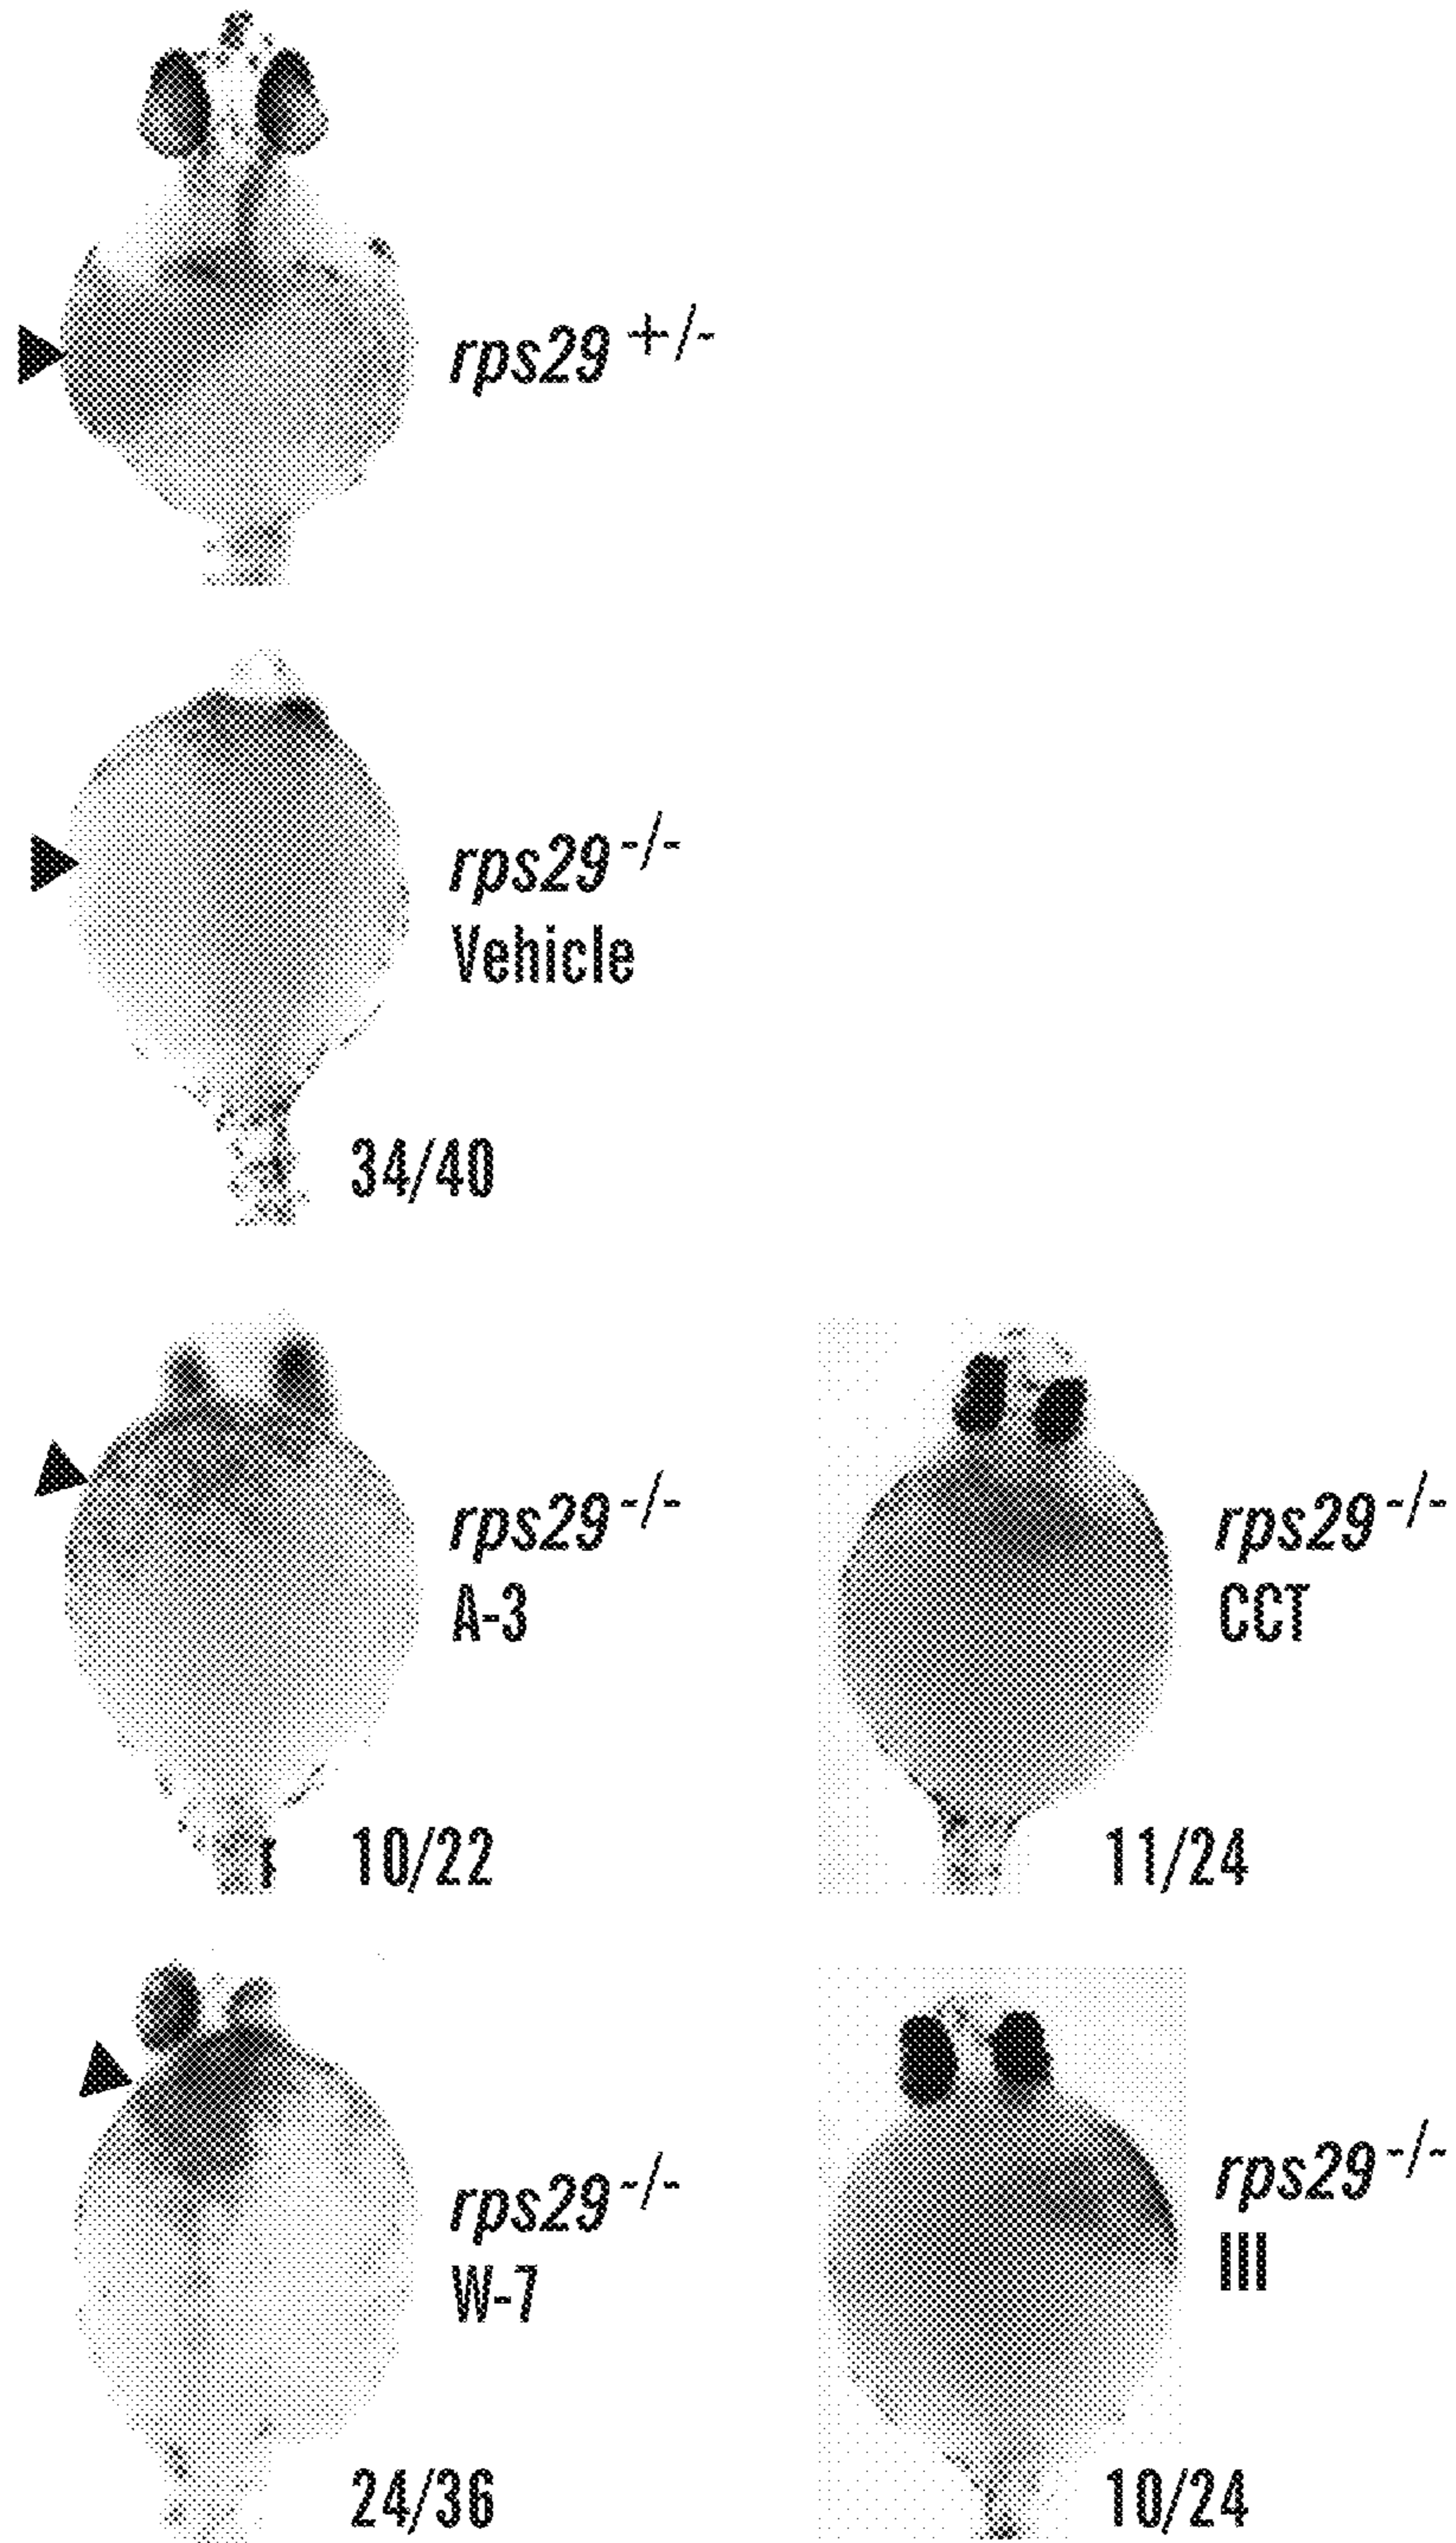 rps29 +/-
rps29 -/-
Vehicle
34/40
rps29 -/-
A-3
10/22
rps29 -/-
CCT
11/24
rps29 -/-
W-7
24/36
rps29 -/-
III
10/24